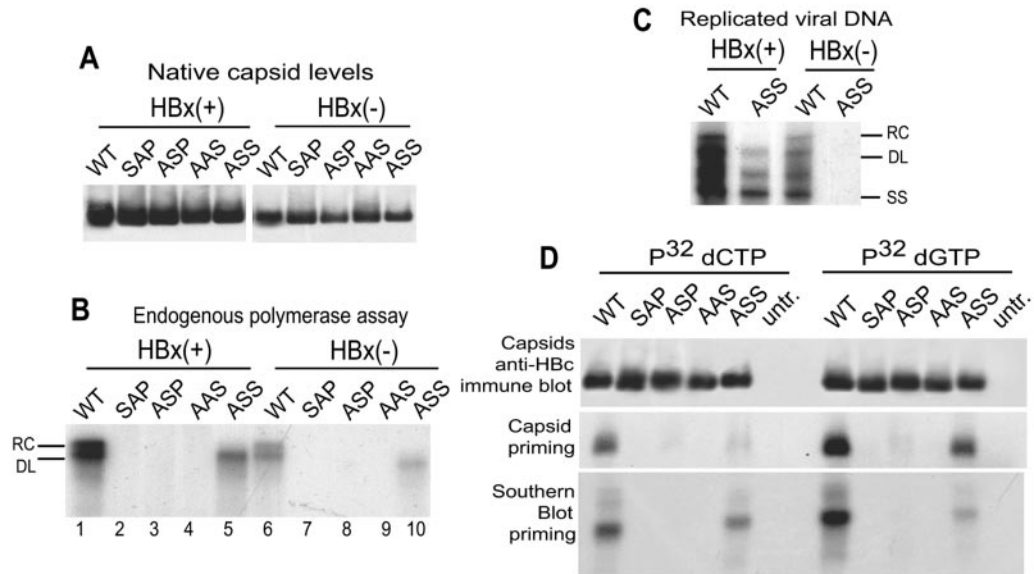 A
Native capsid levels
HBx(+) HBx(-)
WT SAP ASP AAS ASS WT SAP ASP AAS ASS
B
Endogenous polymerase assay
HBx(+) HBx(-)
WT SAP ASP AAS ASS WT SAP ASP AAS ASS
RC
DL
1 2 3 4 5 6 7 8 9 10
C
Replicated viral DNA
HBx(+) HBx(-)
WT ASS WT ASS
RC
DL
SS
D
P32 dCTP P32 dGTP
WT SAP ASP AAS ASS untr. WT SAP ASP AAS ASS untr.
Capsids
anti-HBc
immune blot
Capsid
priming
Southern
Blot
priming